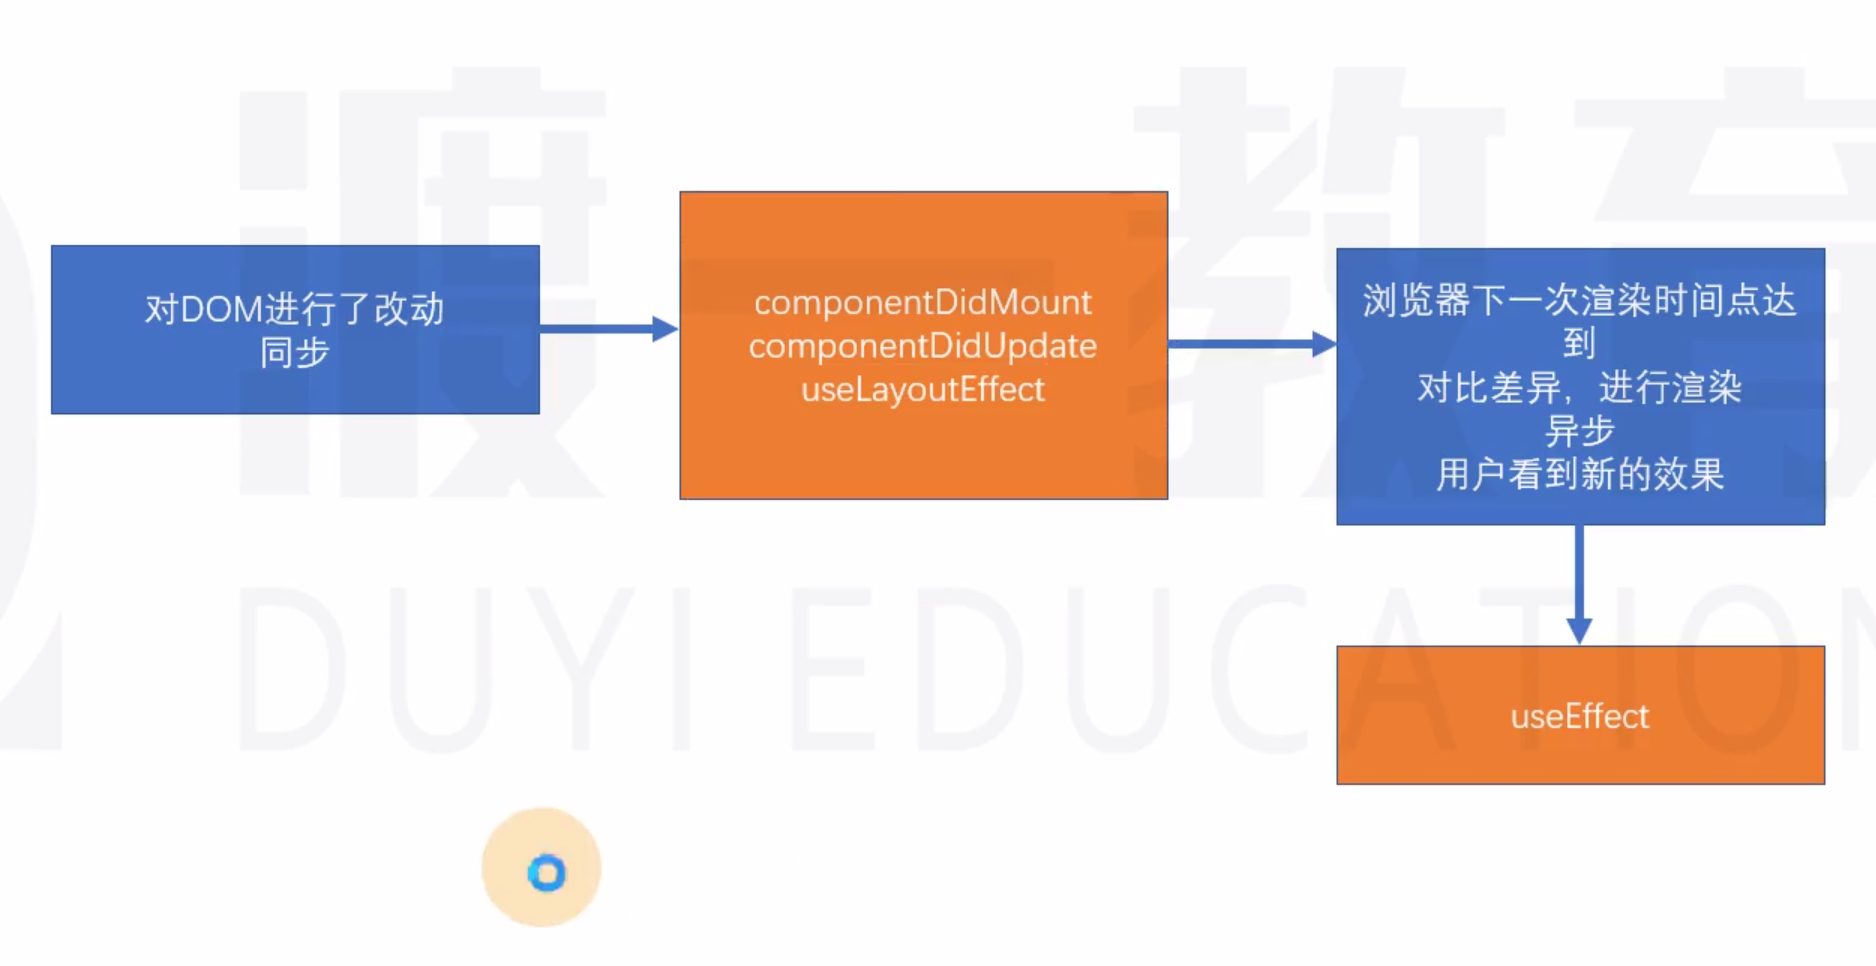 对DOM进行了改动
同步
componentDidMount
componentDidUpdate
useLayoutEffect
浏览器下一次渲染时间点达
到
对比差异，进行渲染
异步
用户看到新的效果
useEffect
渡一教育
DUYI EDUCATION